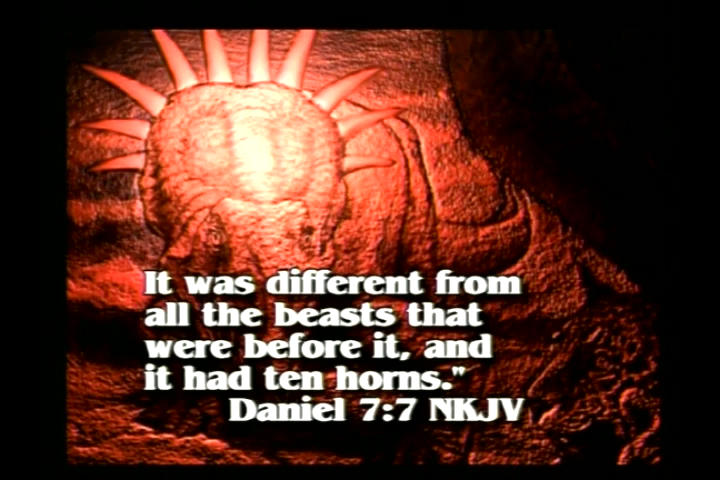 It was different from
all the beasts that
were before it, and
it had ten horns."
Daniel 7:7 NKJV